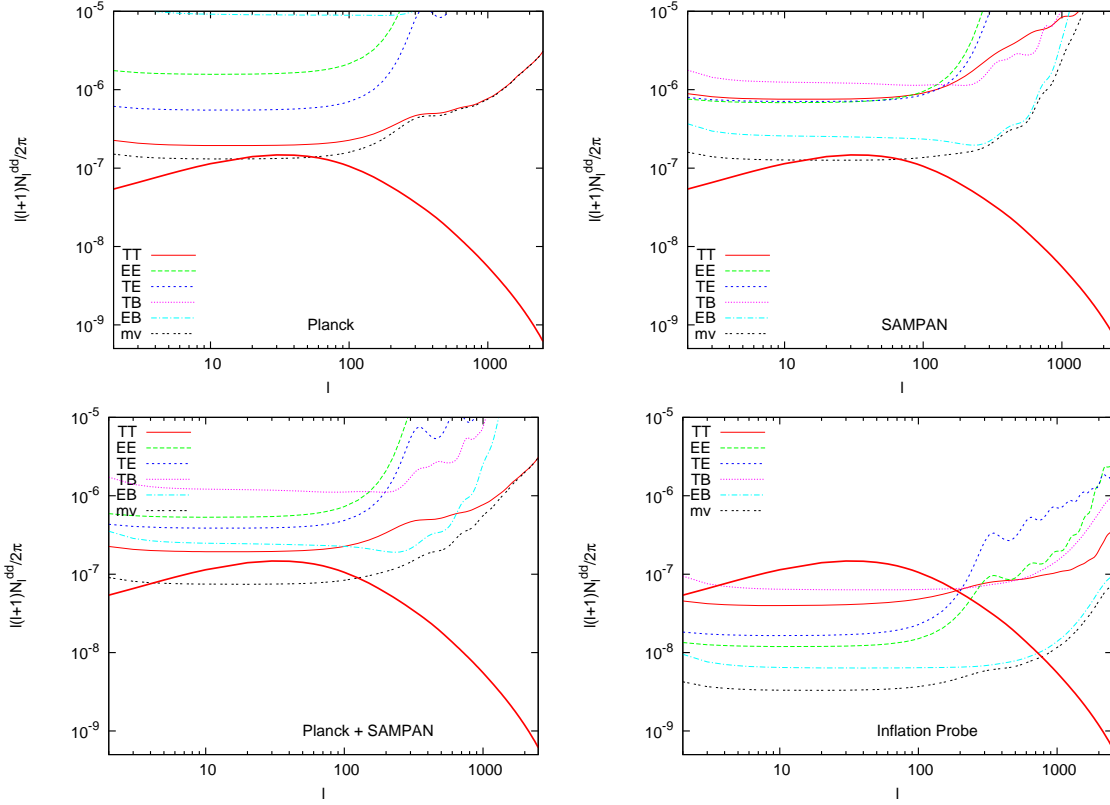 10^-5
10^-6
10^-7
10^-8
10^-9
l(l+1)N_l^dd/2π
TT
EE
TE
TB
EB
mv
Planck
10
100
1000
l
10^-5
10^-6
10^-7
10^-8
10^-9
l(l+1)N_l^dd/2π
TT
EE
TE
TB
EB
mv
SAMPAN
10
100
1000
l
10^-5
10^-6
10^-7
10^-8
10^-9
l(l+1)N_l^dd/2π
TT
EE
TE
TB
EB
mv
Planck + SAMPAN
10
100
1000
l
10^-5
10^-6
10^-7
10^-8
10^-9
l(l+1)N_l^dd/2π
TT
EE
TE
TB
EB
mv
Inflation Probe
10
100
1000
l